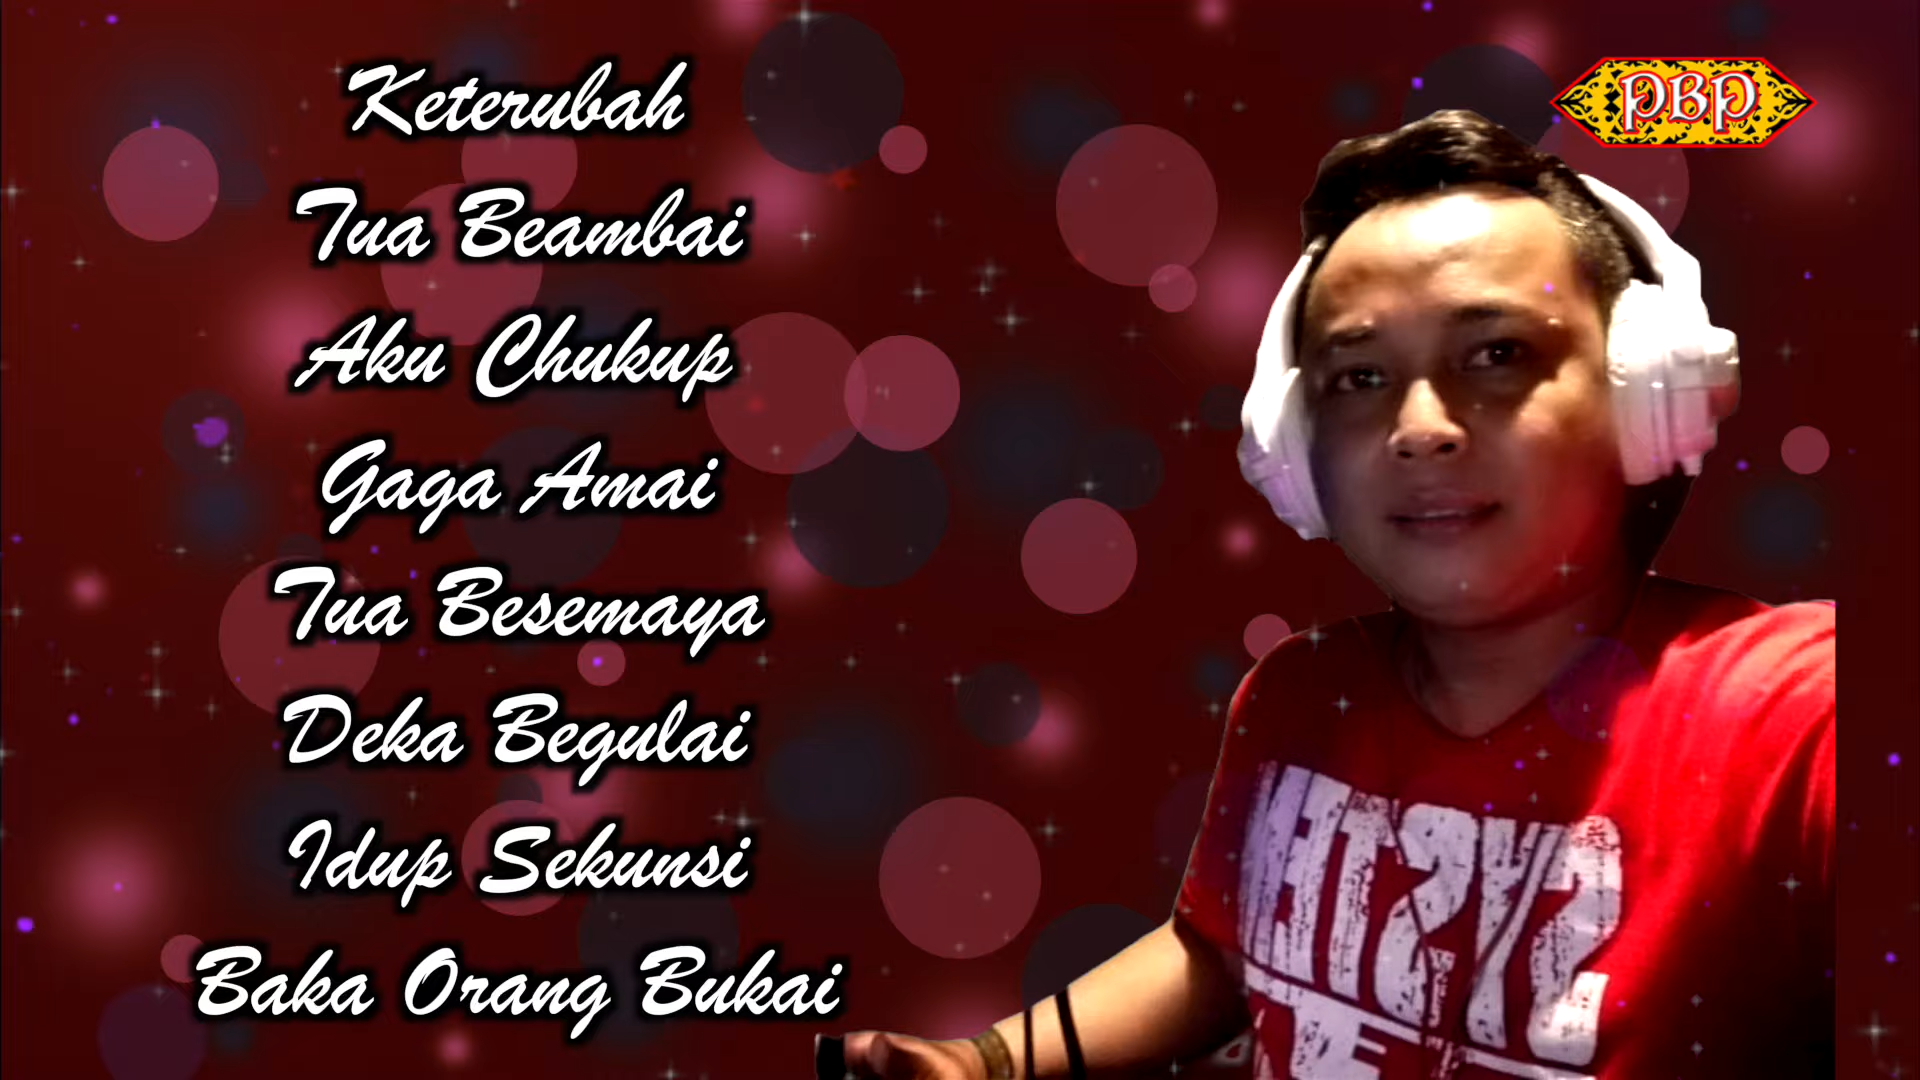 PBP
Keterubah
Tua Beambai
Aku Chukup
Gaga Amai
Tua Besemaya
Deka Begulai
Idup Sekunsi
Baka Orang Bukai